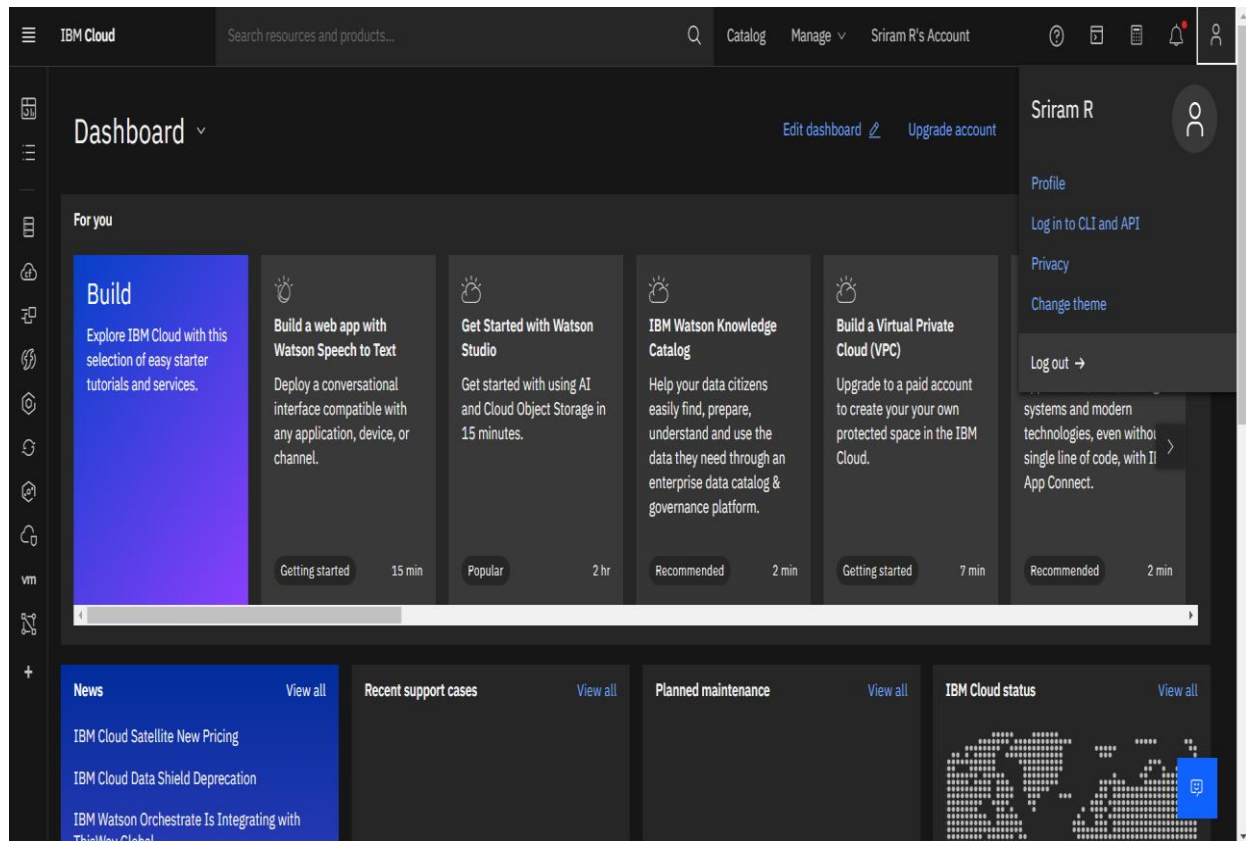 IBM Cloud
Search resources and products...
Catalog
Manage
Sriram R's Account
Sriram R
Profile
Log in to CLI and API
Privacy
Change theme
Log out →
Dashboard
Edit dashboard
Upgrade account
For you
Build
Explore IBM Cloud with this
selection of easy starter
tutorials and services.
Build a web app with
Watson Speech to Text
Deploy a conversational
interface compatible with
any application, device, or
channel.
Getting started
15 min
Get Started with Watson
Studio
Get started with using AI
and Cloud Object Storage in
15 minutes.
Popular
2 hr
IBM Watson Knowledge
Catalog
Help your data citizens
easily find, prepare,
understand and use the
data they need through an
enterprise data catalog &
governance platform.
Recommended
2 min
Build a Virtual Private
Cloud (VPC)
Upgrade to a paid account
to create your your own
protected space in the IBM
Cloud.
Getting started
7 min
systems and modern
technologies, even
single line of code, with
App Connect.
Recommended
2 min
vm
News
View all
IBM Cloud Satellite New Pricing
IBM Cloud Data Shield Deprecation
IBM Watson Orchestrate Is Integrating with
Recent support cases
View all
Planned maintenance
View all
IBM Cloud status
View all